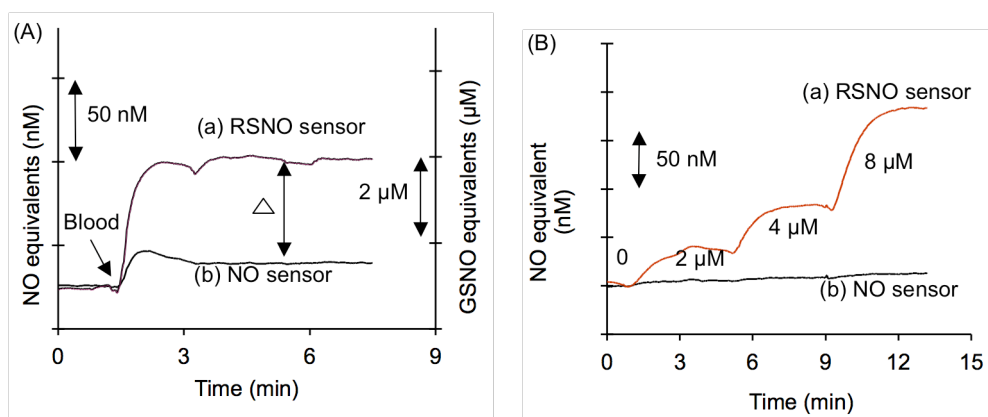 (A)
NO equivalents (nM)
50 nM
(a) RSNO sensor
Blood
△
2 µM
(b) NO sensor
GSNO equivalents (µM)
0
3
6
9
Time (min)
(B)
NO equivalent
(nM)
(a) RSNO sensor
50 nM
8 µM
4 µM
0
2 µM
(b) NO sensor
0
3
6
9
12
15
Time (min)